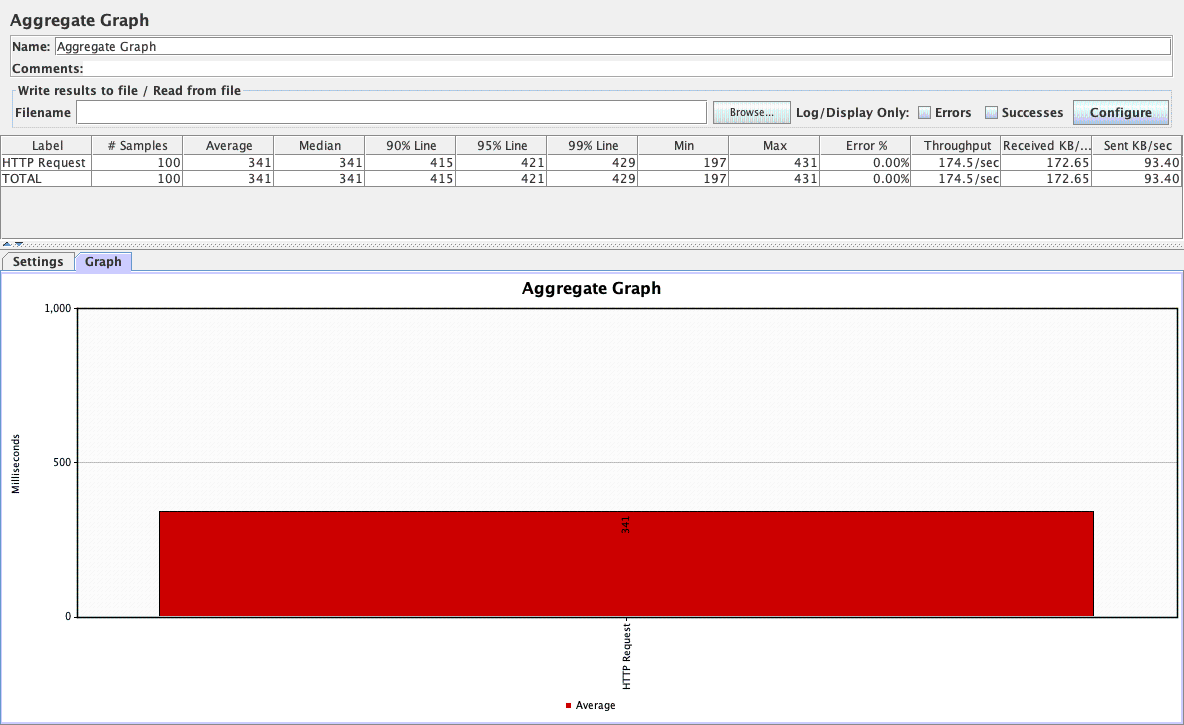 Aggregate Graph
Name: Aggregate Graph
Comments:
Write results to file / Read from file
Filename Browse... Log/Display Only: Errors Successes Configure
Label # Samples Average Median 90% Line 95% Line 99% Line Min Max Error % Throughput Received KB/... Sent KB/sec
HTTP Request 100 341 341 415 421 429 197 431 0.00% 174.5/sec 172.65 93.40
TOTAL 100 341 341 415 421 429 197 431 0.00% 174.5/sec 172.65 93.40
Settings Graph
Aggregate Graph
1,000
500
0
Milliseconds
341
HTTP Request
Average